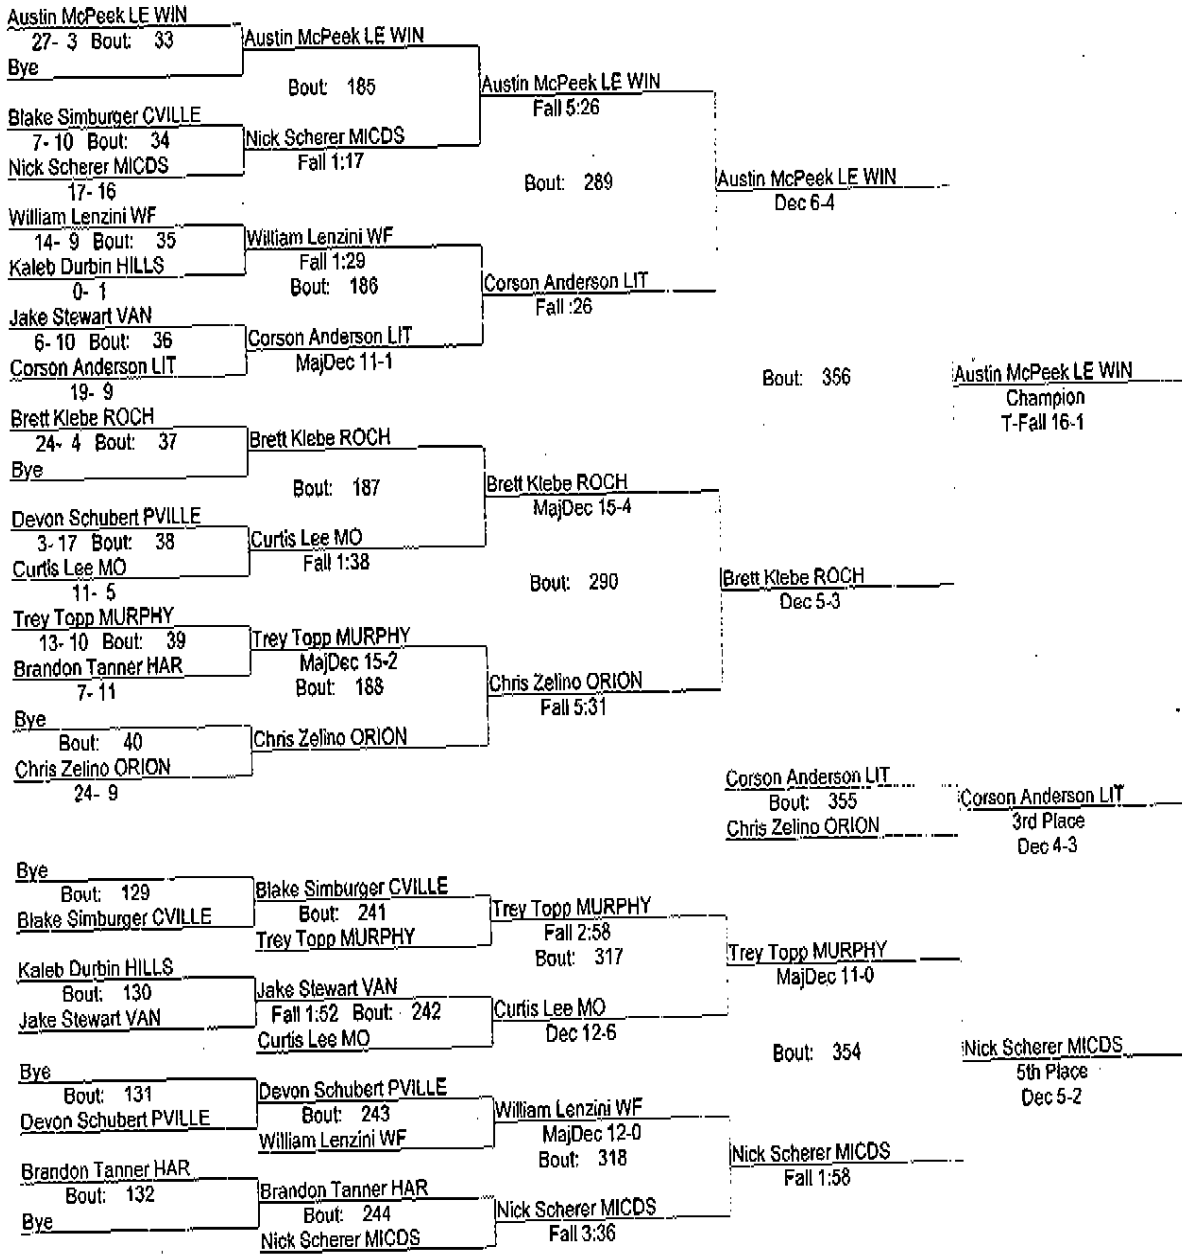 Austin McPeek LE WIN
27- 3 Bout: 33
Bye
Austin McPeek LE WIN
Bout: 185
Blake Simburger CVILLE
7- 10 Bout: 34
Nick Scherer MICDS
17- 16
Nick Scherer MICDS
Fall 1:17
Austin McPeek LE WIN
Fall 5:26
Bout: 289
William Lenzini WF
14- 9 Bout: 35
Kaleb Durbin HILLS
0- 1
William Lenzini WF
Fall 1:29
Bout: 186
Jake Stewart VAN
6- 10 Bout: 36
Corson Anderson LIT
19- 9
Corson Anderson LIT
MajDec 11-1
Corson Anderson LIT
Fall :26
Austin McPeek LE WIN
Dec 6-4
Bout: 356
Austin McPeek LE WIN
Champion
T-Fall 16-1
Brett Klebe ROCH
24- 4 Bout: 37
Bye
Brett Klebe ROCH
Bout: 187
Devon Schubert PVILLE
3- 17 Bout: 38
Curtis Lee MO
11- 5
Curtis Lee MO
Fall 1:38
Brett Klebe ROCH
MajDec 15-4
Bout: 290
Trey Topp MURPHY
13- 10 Bout: 39
Brandon Tanner HAR
7- 11
Trey Topp MURPHY
MajDec 15-2
Bout: 188
Bye
Bout: 40
Chris Zelino ORION
24- 9
Chris Zelino ORION
Chris Zelino ORION
Fall 5:31
Brett Klebe ROCH
Dec 5-3
Corson Anderson LIT
Bout: 355
Chris Zelino ORION
Corson Anderson LIT
3rd Place
Dec 4-3
Bye
Bout: 129
Blake Simburger CVILLE
Blake Simburger CVILLE
Bout: 241
Trey Topp MURPHY
Trey Topp MURPHY
Fall 2:58
Bout: 317
Kaleb Durbin HILLS
Bout: 130
Jake Stewart VAN
Jake Stewart VAN
Fall 1:52 Bout: 242
Curtis Lee MO
Curtis Lee MO
Dec 12-6
Trey Topp MURPHY
MajDec 11-0
Bout: 354
Nick Scherer MICDS
5th Place
Dec 5-2
Bye
Bout: 131
Devon Schubert PVILLE
Devon Schubert PVILLE
Bout: 243
William Lenzini WF
William Lenzini WF
MajDec 12-0
Bout: 318
Brandon Tanner HAR
Bout: 132
Bye
Brandon Tanner HAR
Bout: 244
Nick Scherer MICDS
Nick Scherer MICDS
Fall 3:36
Nick Scherer MICDS
Fall 1:58